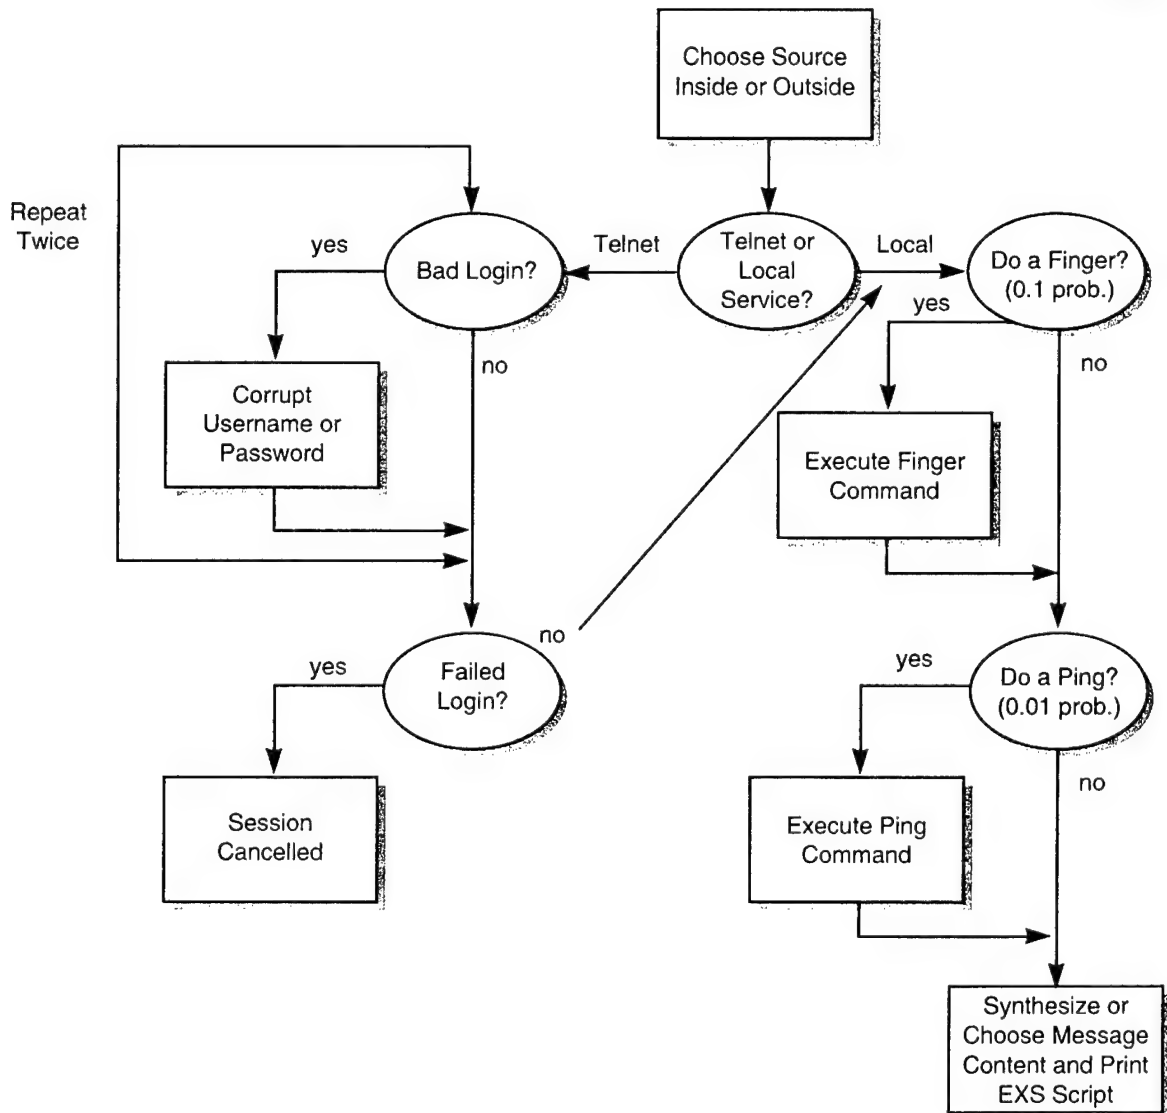 Choose Source
Inside or Outside
Repeat
Twice
yes
Bad Login?
Telnet
Telnet or
Local
Service?
Local
Do a Finger?
(0.1 prob.)
yes
no
no
Corrupt
Username or
Password
Execute Finger
Command
no
yes
Failed
Login?
yes
Do a Ping?
(0.01 prob.)
no
Session
Cancelled
Execute Ping
Command
Synthesize or
Choose Message
Content and Print
EXS Script